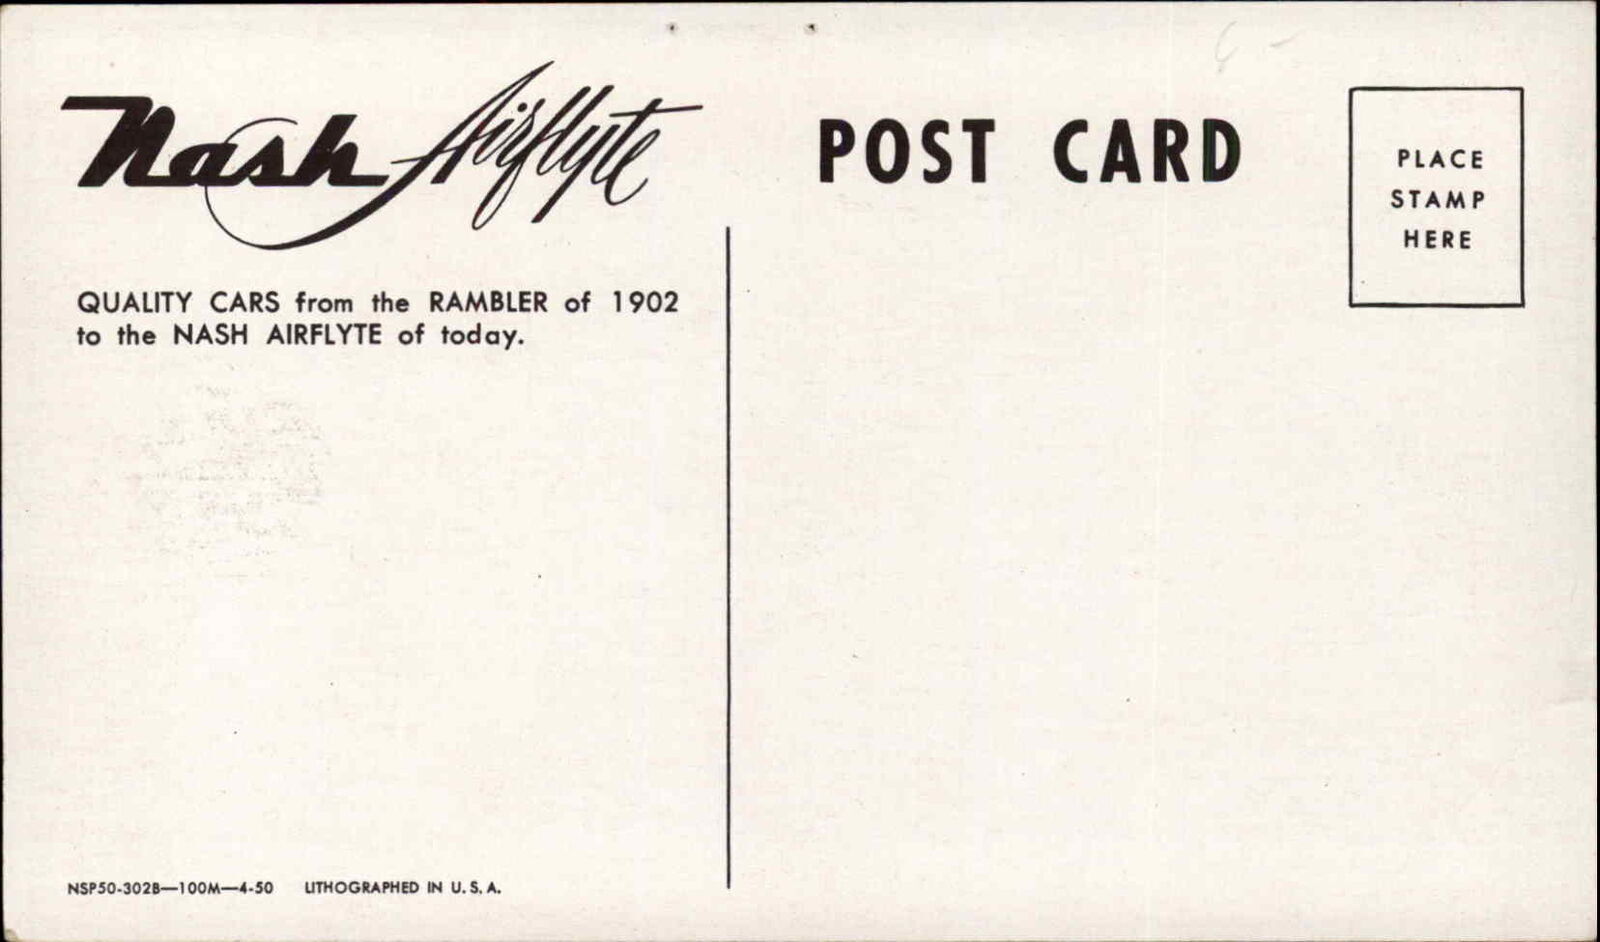 Nash Airflyte
QUALITY CARS from the RAMBLER of 1902
to the NASH AIRFLYTE of today.
NSP50-302B—100M—4-50 LITHOGRAPHED IN U. S. A.
POST CARD
PLACE
STAMP
HERE